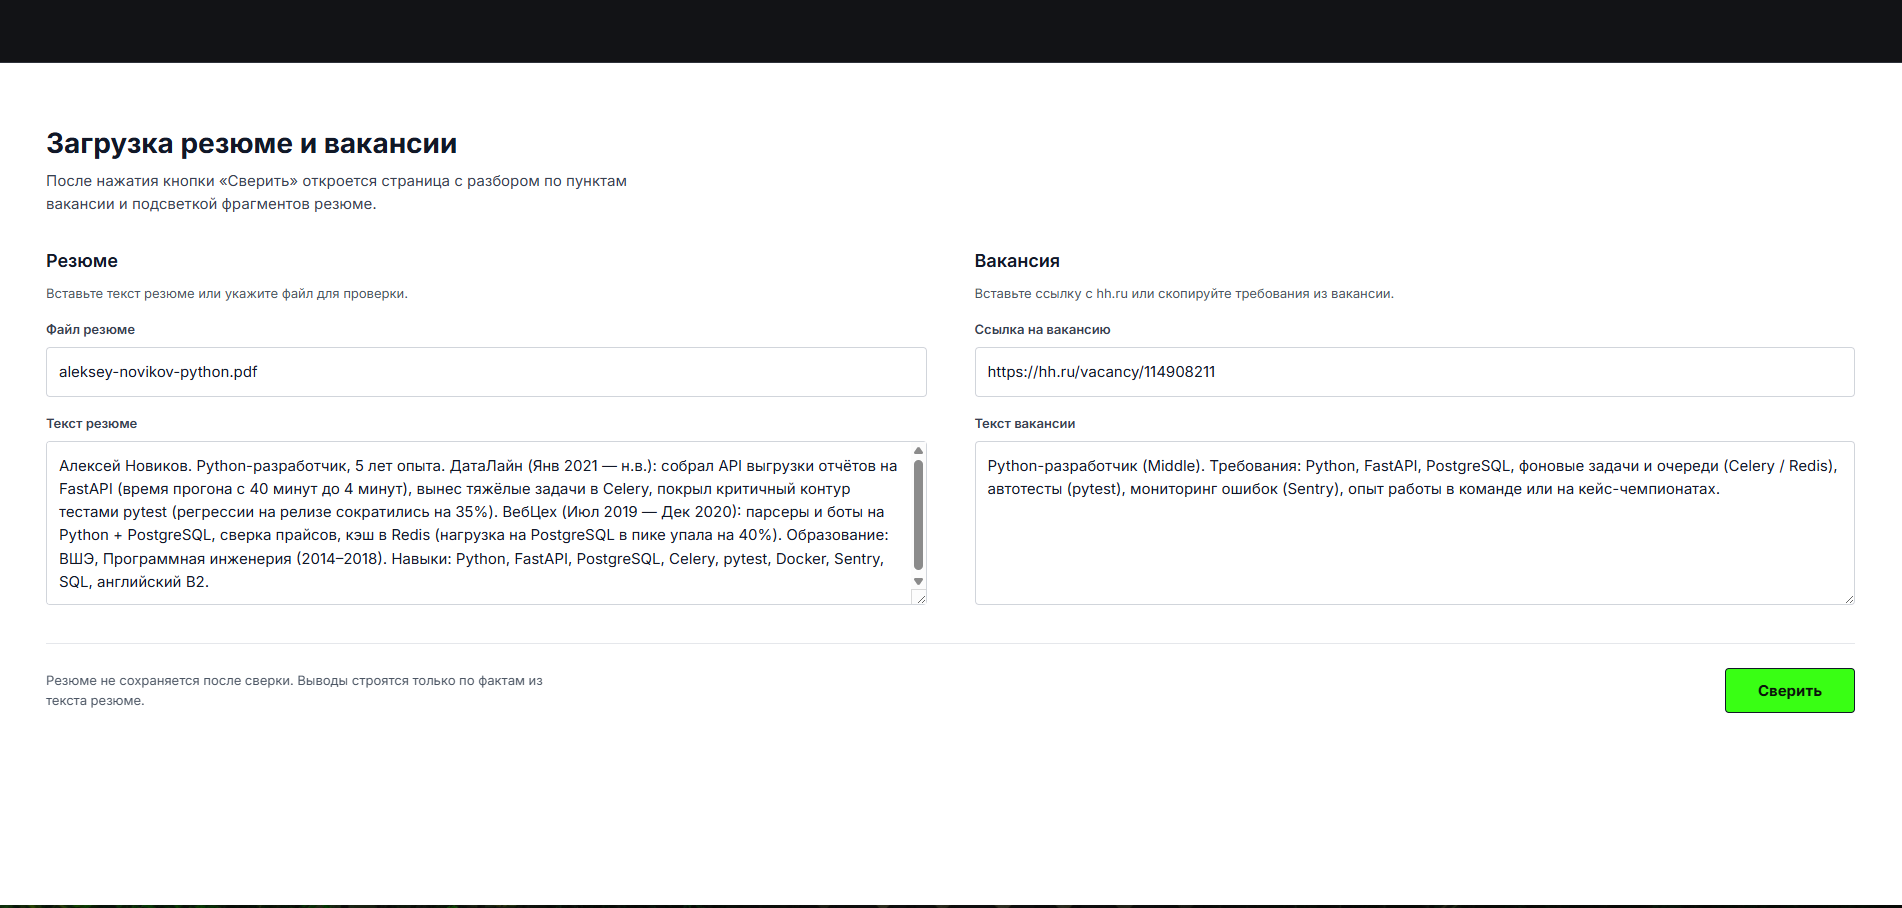 Загрузка резюме и вакансии
После нажатия кнопки «Сверить» откроется страница с разбором по пунктам
вакансии и подсветкой фрагментов резюме.
Резюме
Вставьте текст резюме или укажите файл для проверки.
Файл резюме
aleksey-novikov-python.pdf
Текст резюме
Алексей Новиков. Python-разработчик, 5 лет опыта. ДатаЛайн (Янв 2021 — н.в.): собрал API выгрузки отчётов на
FastAPI (время прогона с 40 минут до 4 минут), вынес тяжёлые задачи в Celery, покрыл критичный контур
тестами pytest (регрессии на релизе сократились на 35%). ВебЦех (Июл 2019 — Дек 2020): парсеры и боты на
Python + PostgreSQL, сверка прайсов, кэш в Redis (нагрузка на PostgreSQL в пике упала на 40%). Образование:
ВШЭ, Программная инженерия (2014–2018). Навыки: Python, FastAPI, PostgreSQL, Celery, pytest, Docker, Sentry,
SQL, английский B2.
Вакансия
Вставьте ссылку с hh.ru или скопируйте требования из вакансии.
Ссылка на вакансию
https://hh.ru/vacancy/114908211
Текст вакансии
Python-разработчик (Middle). Требования: Python, FastAPI, PostgreSQL, фоновые задачи и очереди (Celery / Redis),
автотесты (pytest), мониторинг ошибок (Sentry), опыт работы в команде или на кейс-чемпионатах.
Резюме не сохраняется после сверки. Выводы строятся только по фактам из
текста резюме.
Сверить